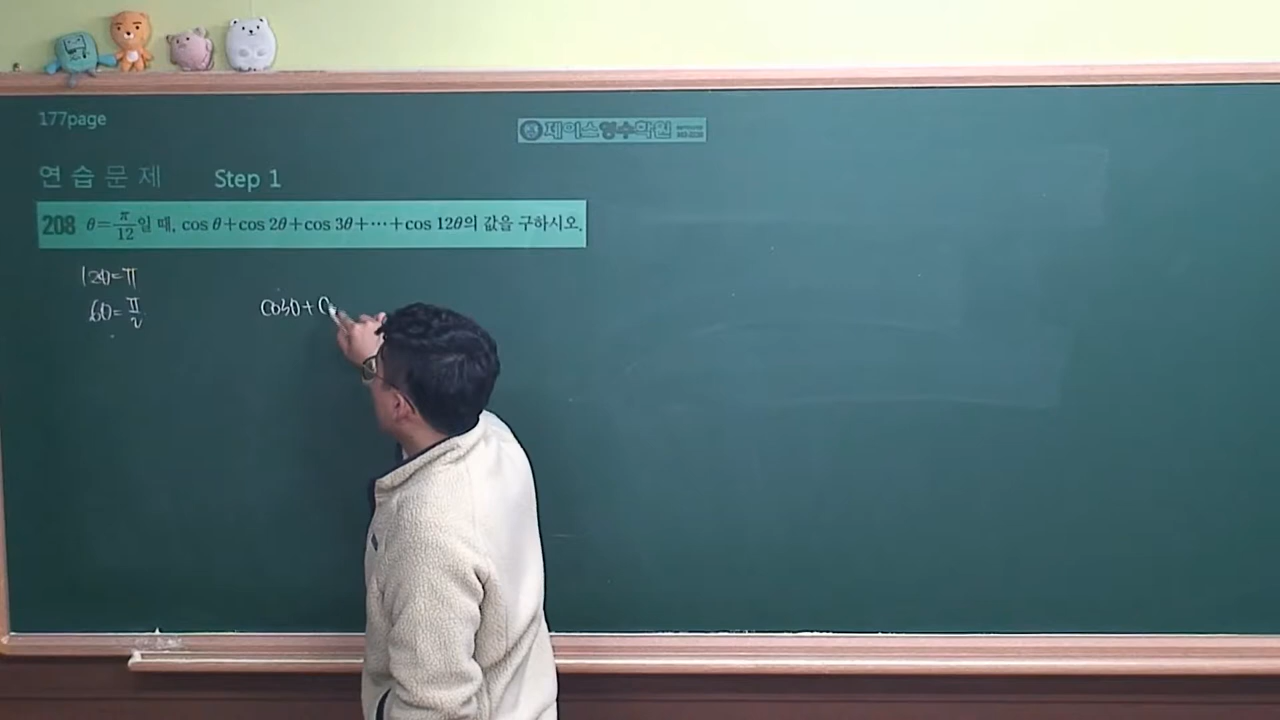 177page
제이스영수학원
연습문제 Step 1
208 θ=π/12일 때, cos θ+cos 2θ+cos 3θ+⋯+cos 12θ의 값을 구하시오.
12θ=π
6θ=π/2
cosθ+c